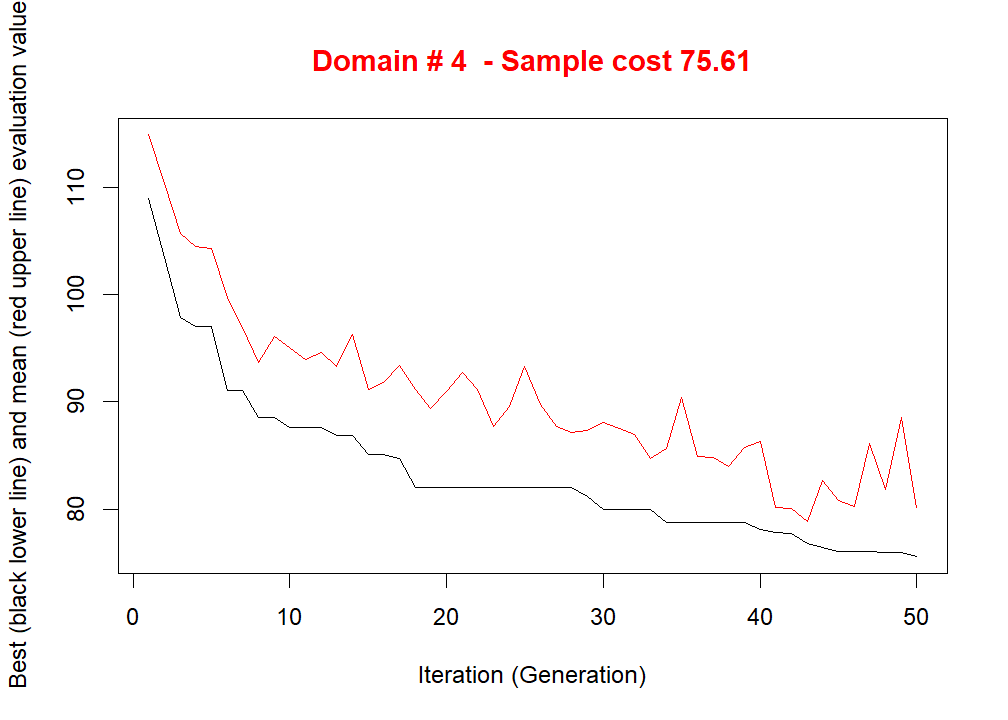 Domain # 4  - Sample cost 75.61
Best (black lower line) and mean (red upper line) evaluation value
110
100
90
80
0 10 20 30 40 50
Iteration (Generation)